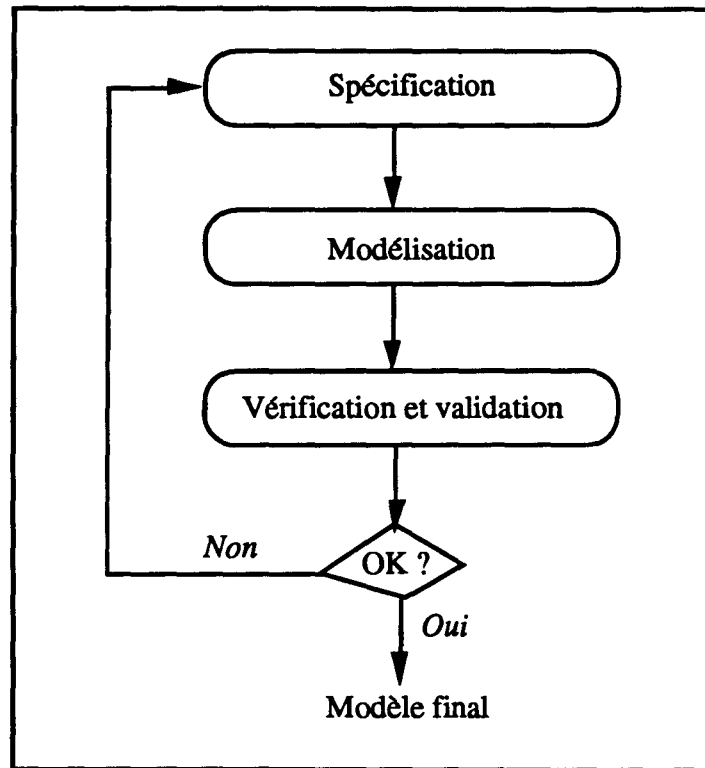 Spécification
Modélisation
Vérification et validation
Non
OK ?
Oui
Modèle final